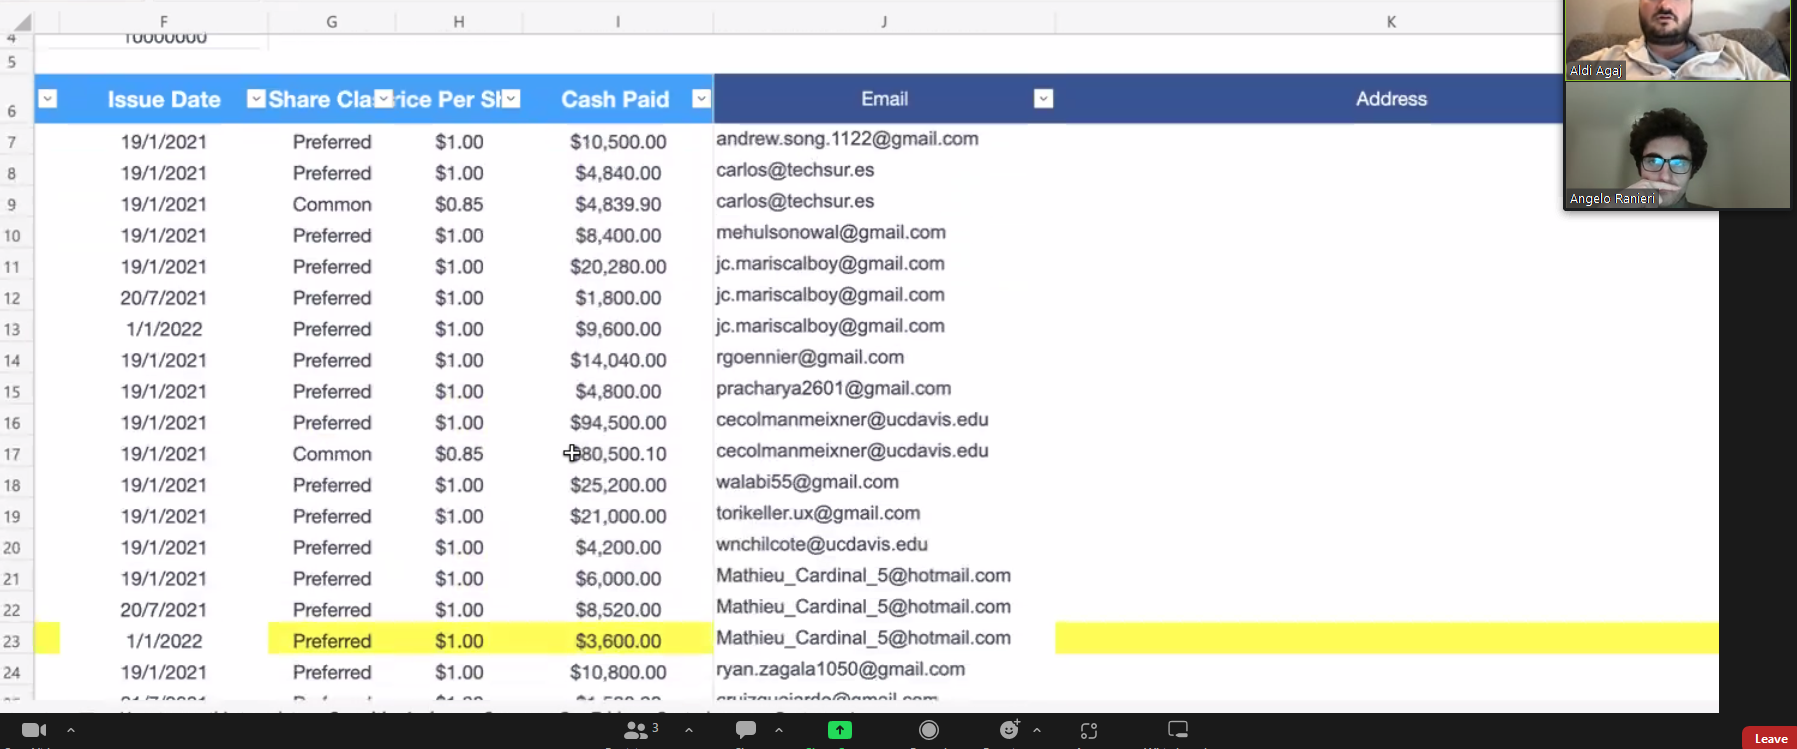 F G H I J K
4 10000000
5
6 Issue Date Share Clas rice Per Sh Cash Paid Email Address
7 19/1/2021 Preferred $1.00 $10,500.00 andrew.song.1122@gmail.com
8 19/1/2021 Preferred $1.00 $4,840.00 carlos@techsur.es
9 19/1/2021 Common $0.85 $4,839.90 carlos@techsur.es
10 19/1/2021 Preferred $1.00 $8,400.00 mehulsonowal@gmail.com
11 19/1/2021 Preferred $1.00 $20,280.00 jc.mariscalboy@gmail.com
12 20/7/2021 Preferred $1.00 $1,800.00 jc.mariscalboy@gmail.com
13 1/1/2022 Preferred $1.00 $9,600.00 jc.mariscalboy@gmail.com
14 19/1/2021 Preferred $1.00 $14,040.00 rgoennier@gmail.com
15 19/1/2021 Preferred $1.00 $4,800.00 pracharya2601@gmail.com
16 19/1/2021 Preferred $1.00 $94,500.00 cecolmanmeixner@ucdavis.edu
17 19/1/2021 Common $0.85 $80,500.10 cecolmanmeixner@ucdavis.edu
18 19/1/2021 Preferred $1.00 $25,200.00 walabi55@gmail.com
19 19/1/2021 Preferred $1.00 $21,000.00 torikeller.ux@gmail.com
20 19/1/2021 Preferred $1.00 $4,200.00 wnchilcote@ucdavis.edu
21 19/1/2021 Preferred $1.00 $6,000.00 Mathieu_Cardinal_5@hotmail.com
22 20/7/2021 Preferred $1.00 $8,520.00 Mathieu_Cardinal_5@hotmail.com
23 1/1/2022 Preferred $1.00 $3,600.00 Mathieu_Cardinal_5@hotmail.com
24 19/1/2021 Preferred $1.00 $10,800.00 ryan.zagala1050@gmail.com
Aldi Agaj
Angelo Ranieri
3
Leave